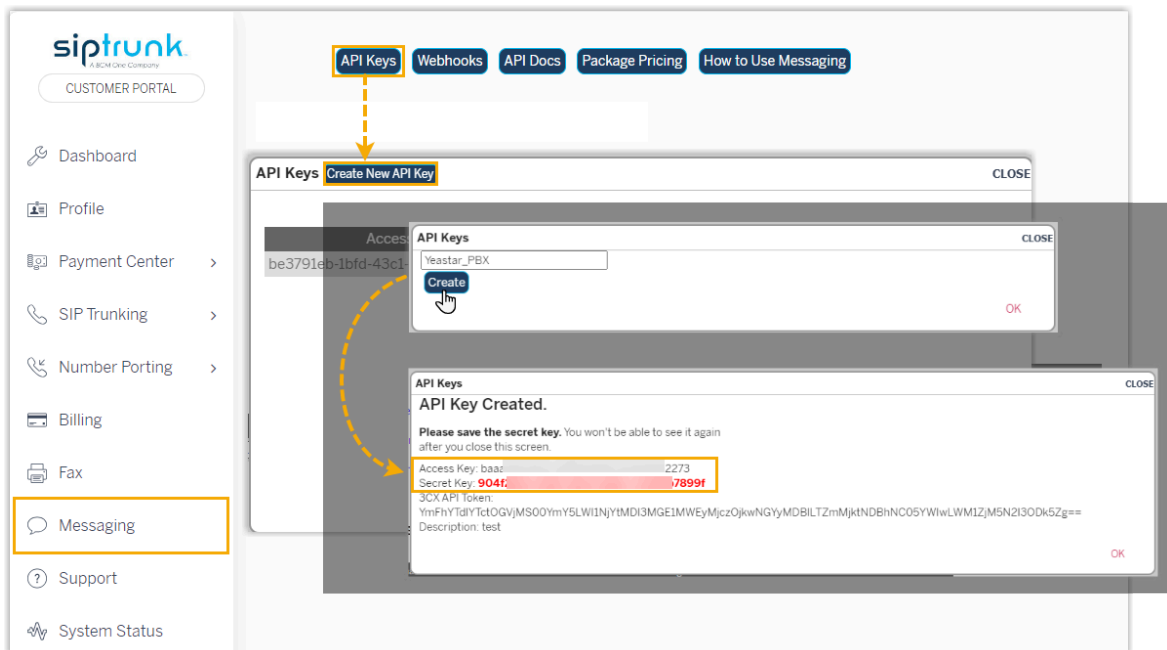 siptrunk
A BCM One Company
CUSTOMER PORTAL
API Keys
Webhooks
API Docs
Package Pricing
How to Use Messaging
Dashboard
Profile
Payment Center
SIP Trunking
Number Porting
Billing
Fax
Messaging
Support
System Status
API Keys Create New API Key
CLOSE
Acces
be3791eb-1bfd-43c1-
API Keys
CLOSE
Yeastar_PBX
Create
OK
API Keys
CLOSE
API Key Created.
Please save the secret key. You won't be able to see it again
after you close this screen.
Access Key: baaa 2273
Secret Key: 904f 7899f
3CX API Token:
Description: test
OK